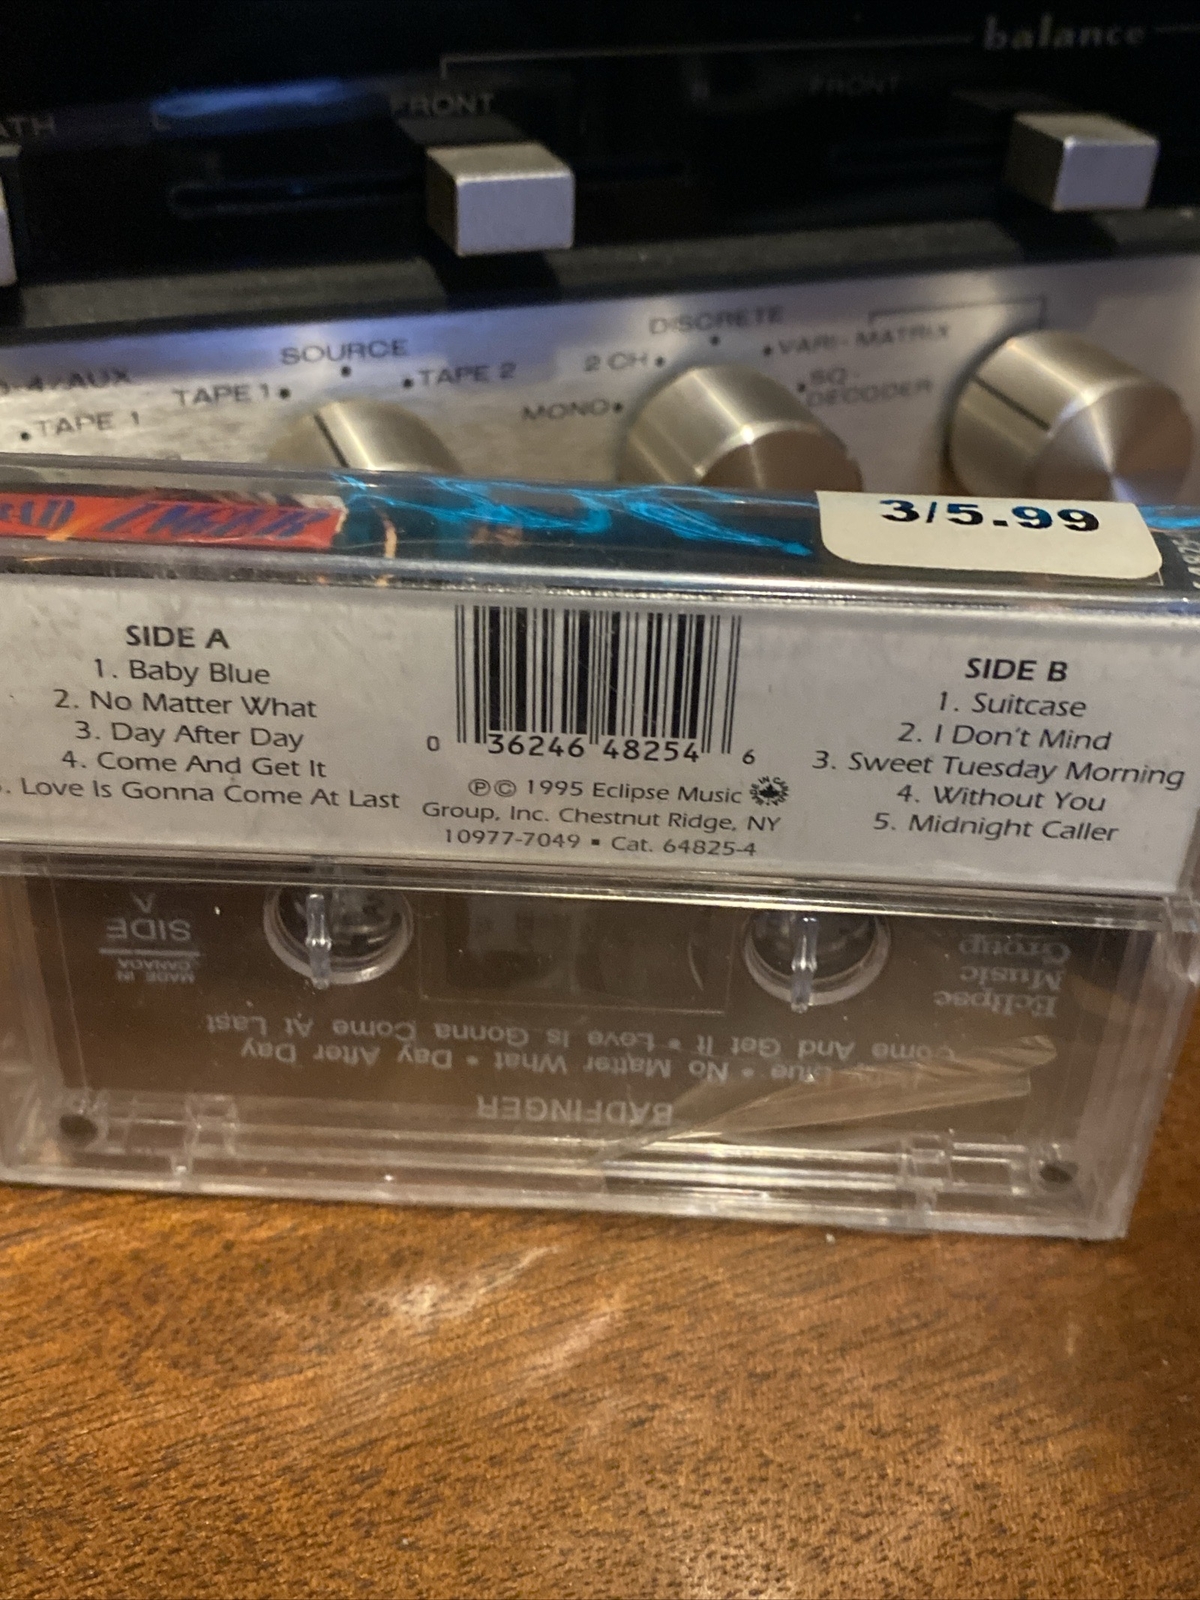 balance
FRONT
FRONT
L
SOURCE
TAPE 1
TAPE 2
TAPE 1
DISCRETE
2 CH
VARI-MATRIX
MONO
SQ-
DECODER
3/5.99
SIDE A
1. Baby Blue
2. No Matter What
3. Day After Day
4. Come And Get It
. Love Is Gonna Come At Last
0 36246 48254 6
℗© 1995 Eclipse Music
Group, Inc. Chestnut Ridge, NY
10977-7049 ▪ Cat. 64825-4
SIDE B
1. Suitcase
2. I Don't Mind
3. Sweet Tuesday Morning
4. Without You
5. Midnight Caller
BADFINGER
Blue • No Matter What • Day After Day
Come And Get It • Love Is Gonna Come At Last
Eclipse
Music
Group
MADE IN
CANADA
SIDE
A